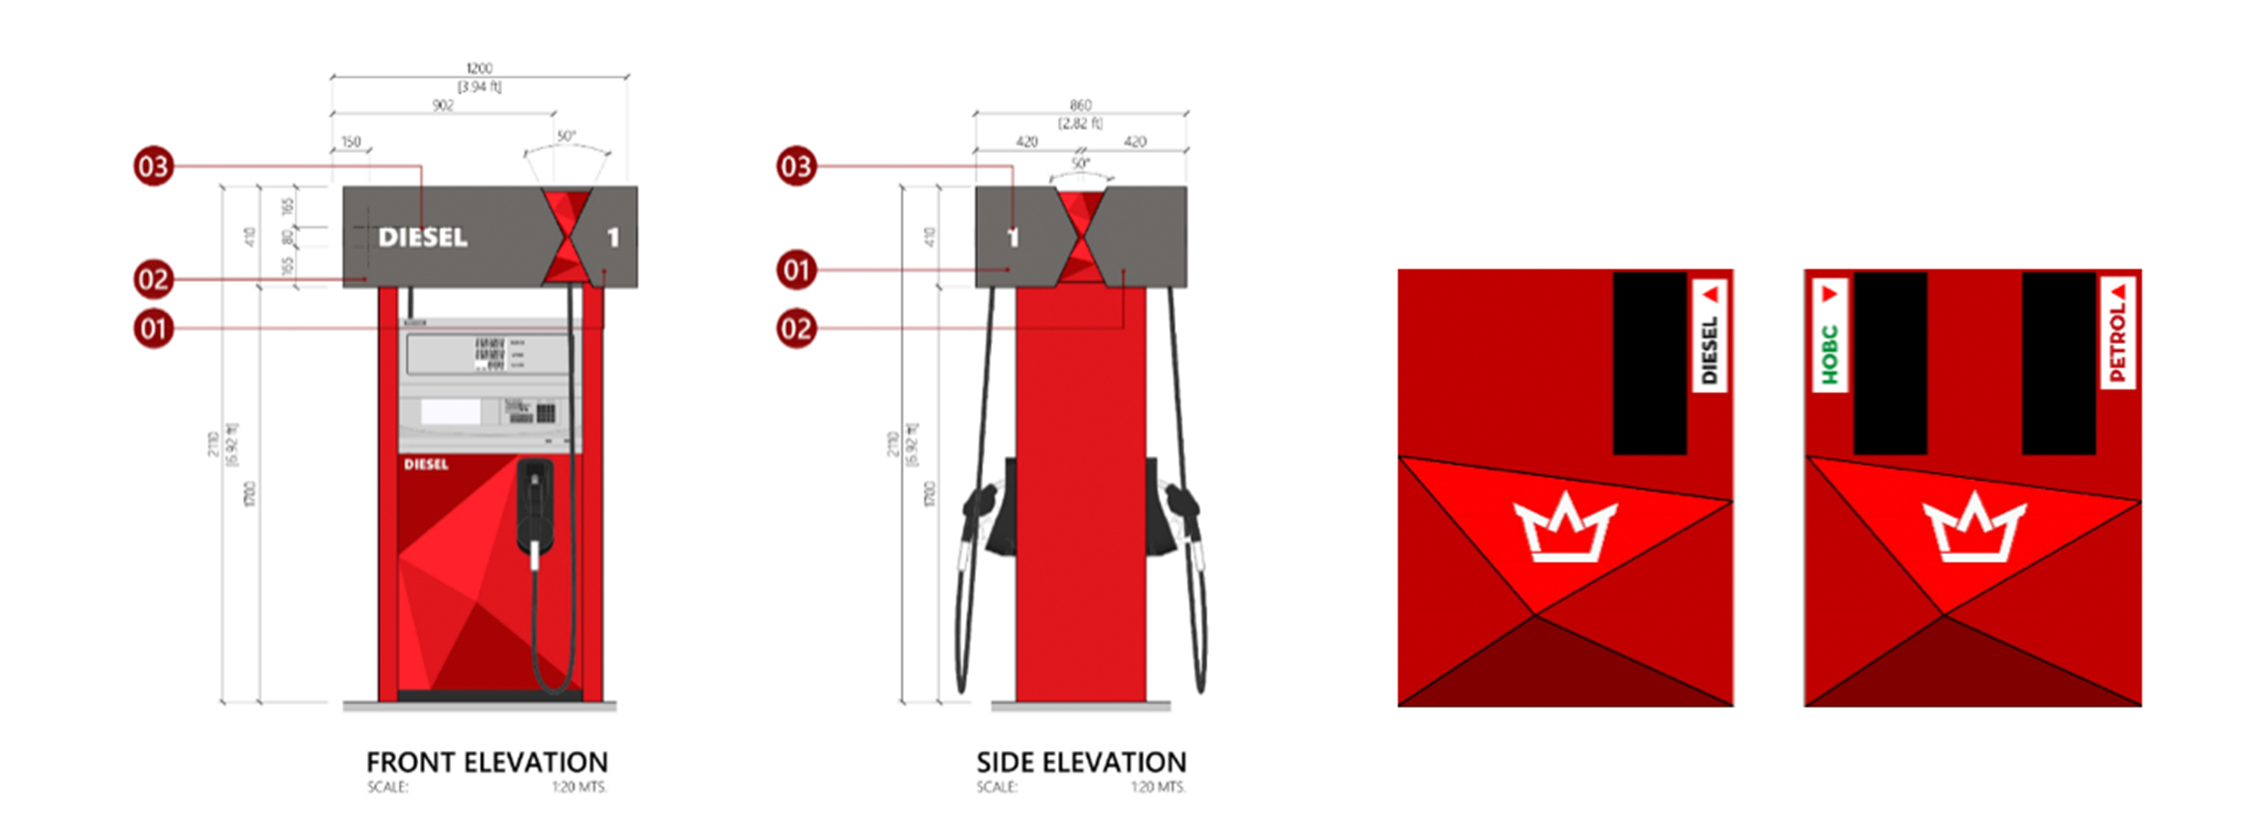 1200
[3.94 ft]
902
150
50°
03
165
410
80
165
DIESEL
1
02
01
2110
[6.92 ft]
1700
DIESEL
FRONT ELEVATION
SCALE: 1:20 MTS.
860
[2.82 ft]
420
420
50°
03
410
1
01
02
2110
[6.92 ft]
1700
SIDE ELEVATION
SCALE: 1:20 MTS.
DIESEL
HOBC
PETROL